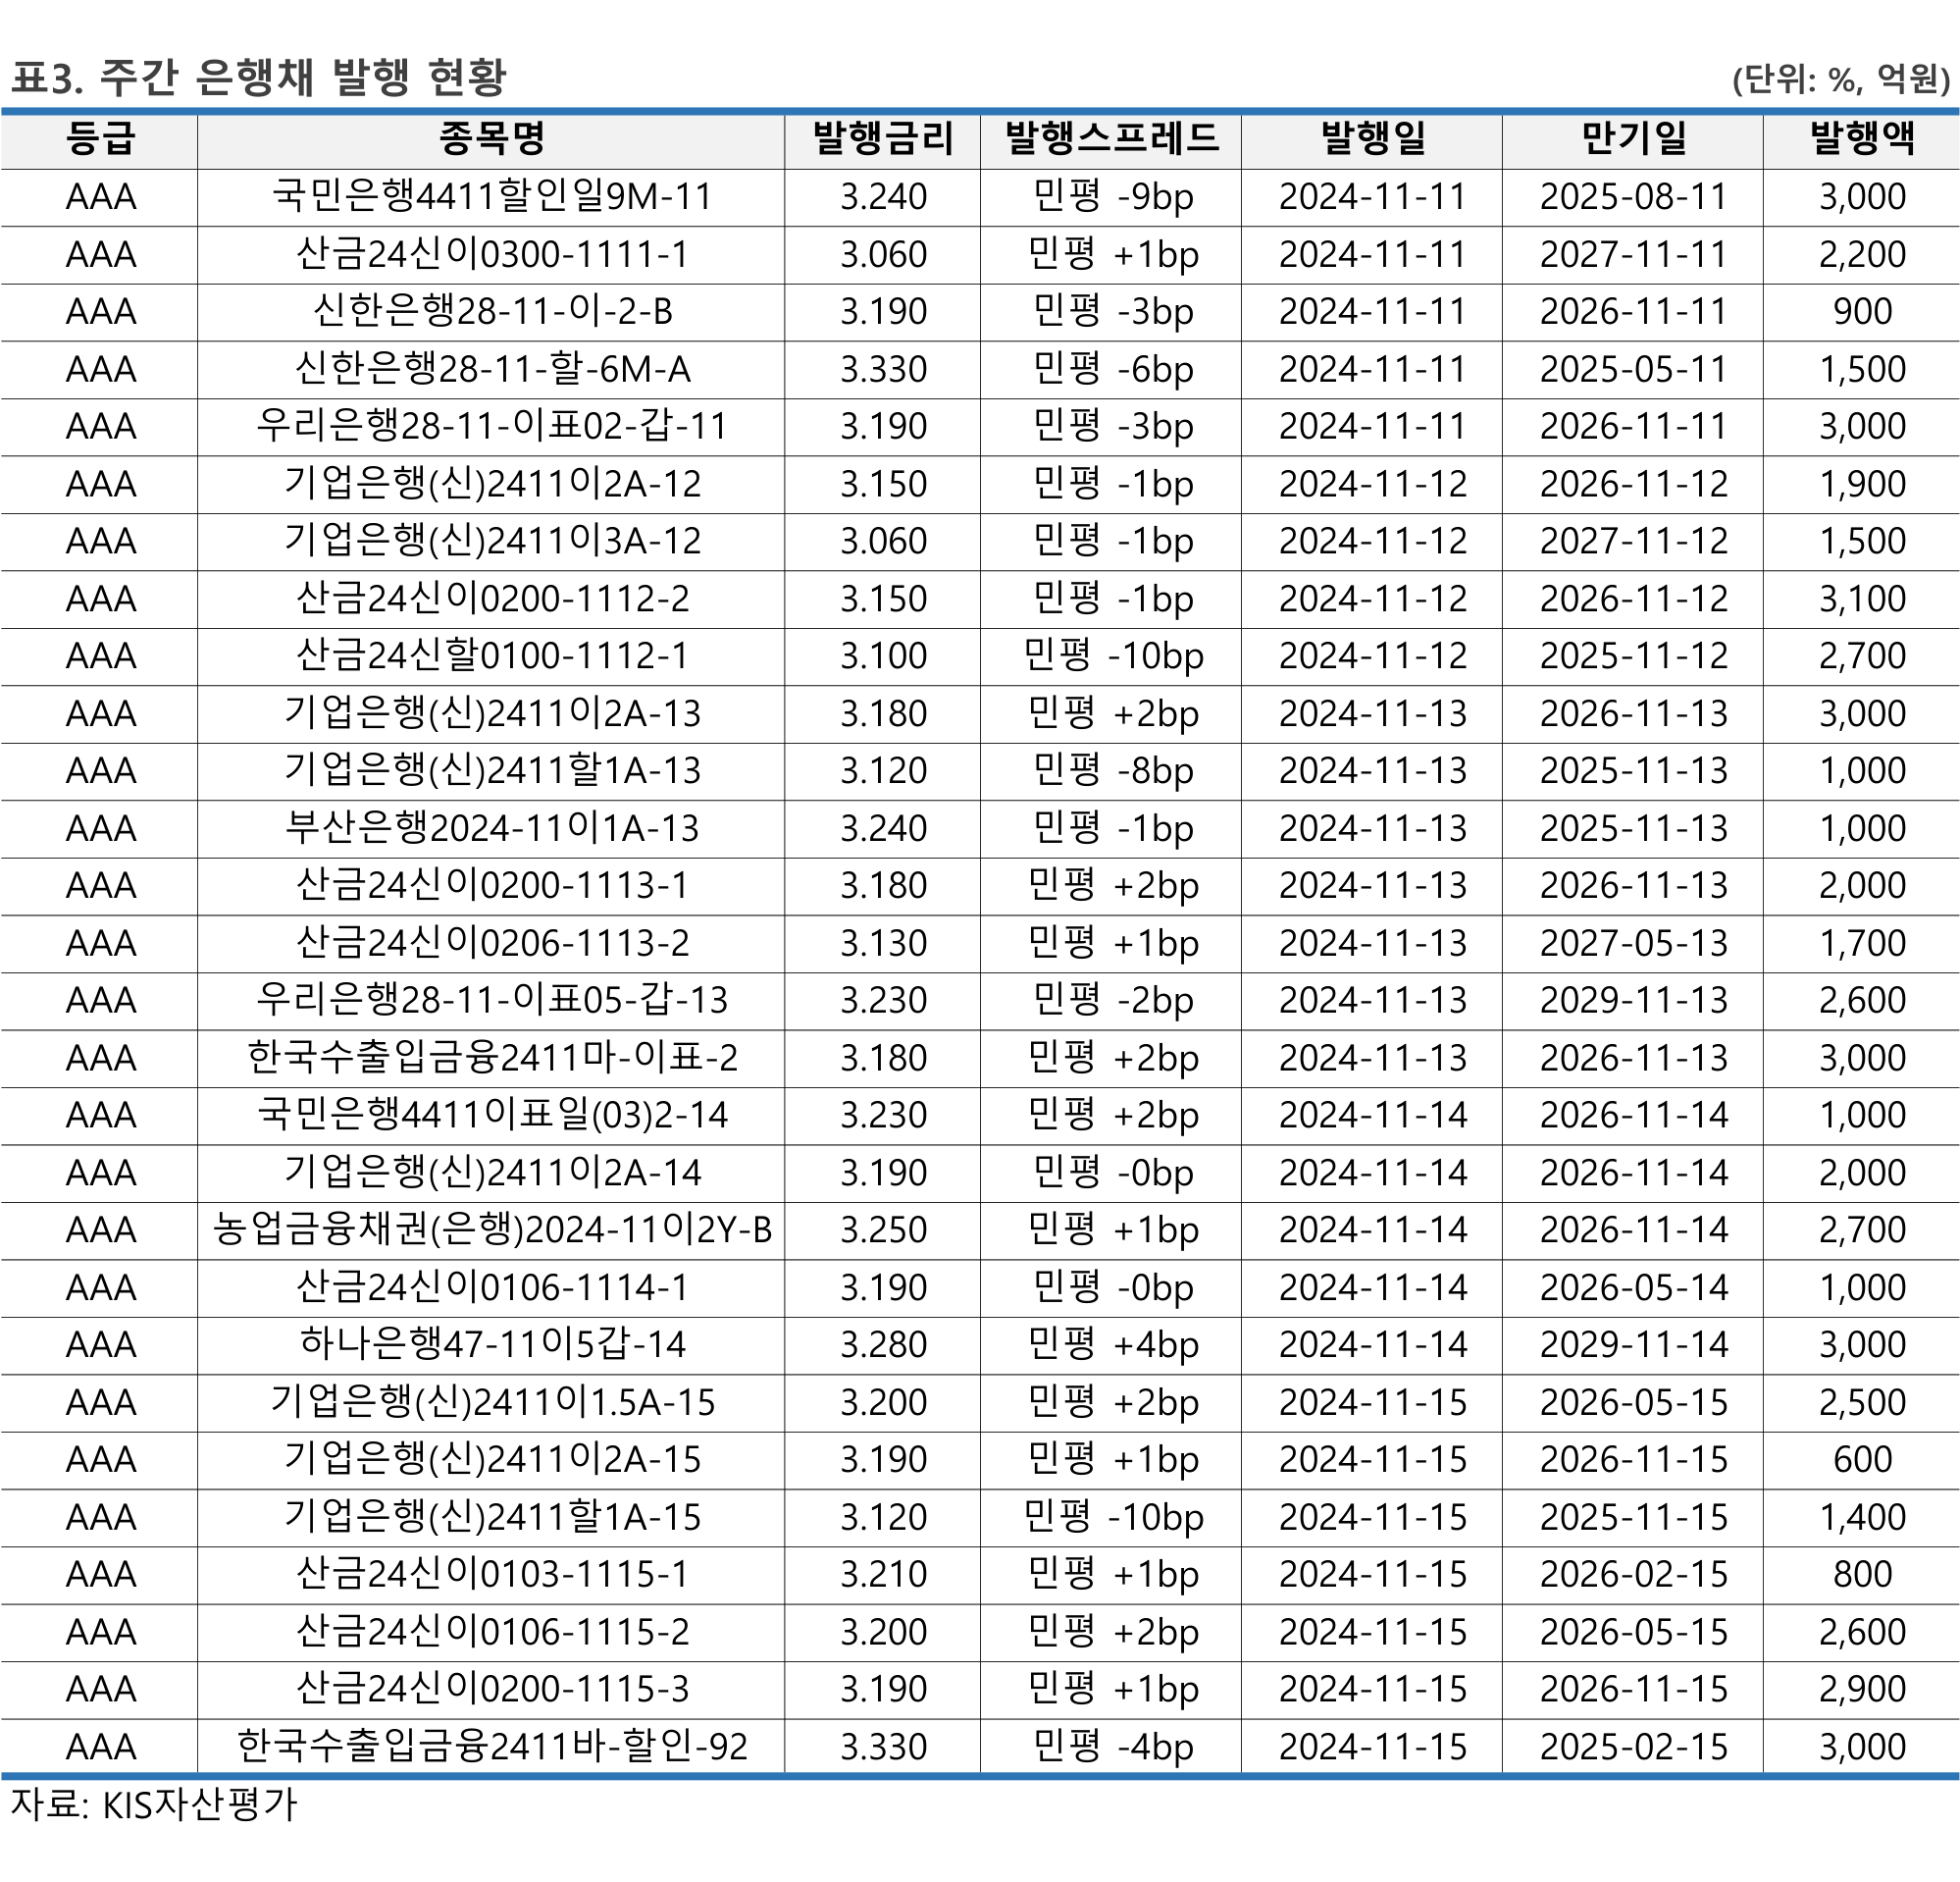 표3. 주간 은행채 발행 현황 (단위: %, 억원)
등급 종목명 발행금리 발행스프레드 발행일 만기일 발행액
AAA 국민은행4411할인일9M-11 3.240 민평 -9bp 2024-11-11 2025-08-11 3,000
AAA 산금24신이0300-1111-1 3.060 민평 +1bp 2024-11-11 2027-11-11 2,200
AAA 신한은행28-11-이-2-B 3.190 민평 -3bp 2024-11-11 2026-11-11 900
AAA 신한은행28-11-할-6M-A 3.330 민평 -6bp 2024-11-11 2025-05-11 1,500
AAA 우리은행28-11-이표02-갑-11 3.190 민평 -3bp 2024-11-11 2026-11-11 3,000
AAA 기업은행(신)2411이2A-12 3.150 민평 -1bp 2024-11-12 2026-11-12 1,900
AAA 기업은행(신)2411이3A-12 3.060 민평 -1bp 2024-11-12 2027-11-12 1,500
AAA 산금24신이0200-1112-2 3.150 민평 -1bp 2024-11-12 2026-11-12 3,100
AAA 산금24신할0100-1112-1 3.100 민평 -10bp 2024-11-12 2025-11-12 2,700
AAA 기업은행(신)2411이2A-13 3.180 민평 +2bp 2024-11-13 2026-11-13 3,000
AAA 기업은행(신)2411할1A-13 3.120 민평 -8bp 2024-11-13 2025-11-13 1,000
AAA 부산은행2024-11이1A-13 3.240 민평 -1bp 2024-11-13 2025-11-13 1,000
AAA 산금24신이0200-1113-1 3.180 민평 +2bp 2024-11-13 2026-11-13 2,000
AAA 산금24신이0206-1113-2 3.130 민평 +1bp 2024-11-13 2027-05-13 1,700
AAA 우리은행28-11-이표05-갑-13 3.230 민평 -2bp 2024-11-13 2029-11-13 2,600
AAA 한국수출입금융2411마-이표-2 3.180 민평 +2bp 2024-11-13 2026-11-13 3,000
AAA 국민은행4411이표일(03)2-14 3.230 민평 +2bp 2024-11-14 2026-11-14 1,000
AAA 기업은행(신)2411이2A-14 3.190 민평 -0bp 2024-11-14 2026-11-14 2,000
AAA 농업금융채권(은행)2024-11이2Y-B 3.250 민평 +1bp 2024-11-14 2026-11-14 2,700
AAA 산금24신이0106-1114-1 3.190 민평 -0bp 2024-11-14 2026-05-14 1,000
AAA 하나은행47-11이5갑-14 3.280 민평 +4bp 2024-11-14 2029-11-14 3,000
AAA 기업은행(신)2411이1.5A-15 3.200 민평 +2bp 2024-11-15 2026-05-15 2,500
AAA 기업은행(신)2411이2A-15 3.190 민평 +1bp 2024-11-15 2026-11-15 600
AAA 기업은행(신)2411할1A-15 3.120 민평 -10bp 2024-11-15 2025-11-15 1,400
AAA 산금24신이0103-1115-1 3.210 민평 +1bp 2024-11-15 2026-02-15 800
AAA 산금24신이0106-1115-2 3.200 민평 +2bp 2024-11-15 2026-05-15 2,600
AAA 산금24신이0200-1115-3 3.190 민평 +1bp 2024-11-15 2026-11-15 2,900
AAA 한국수출입금융2411바-할인-92 3.330 민평 -4bp 2024-11-15 2025-02-15 3,000
자료: KIS자산평가